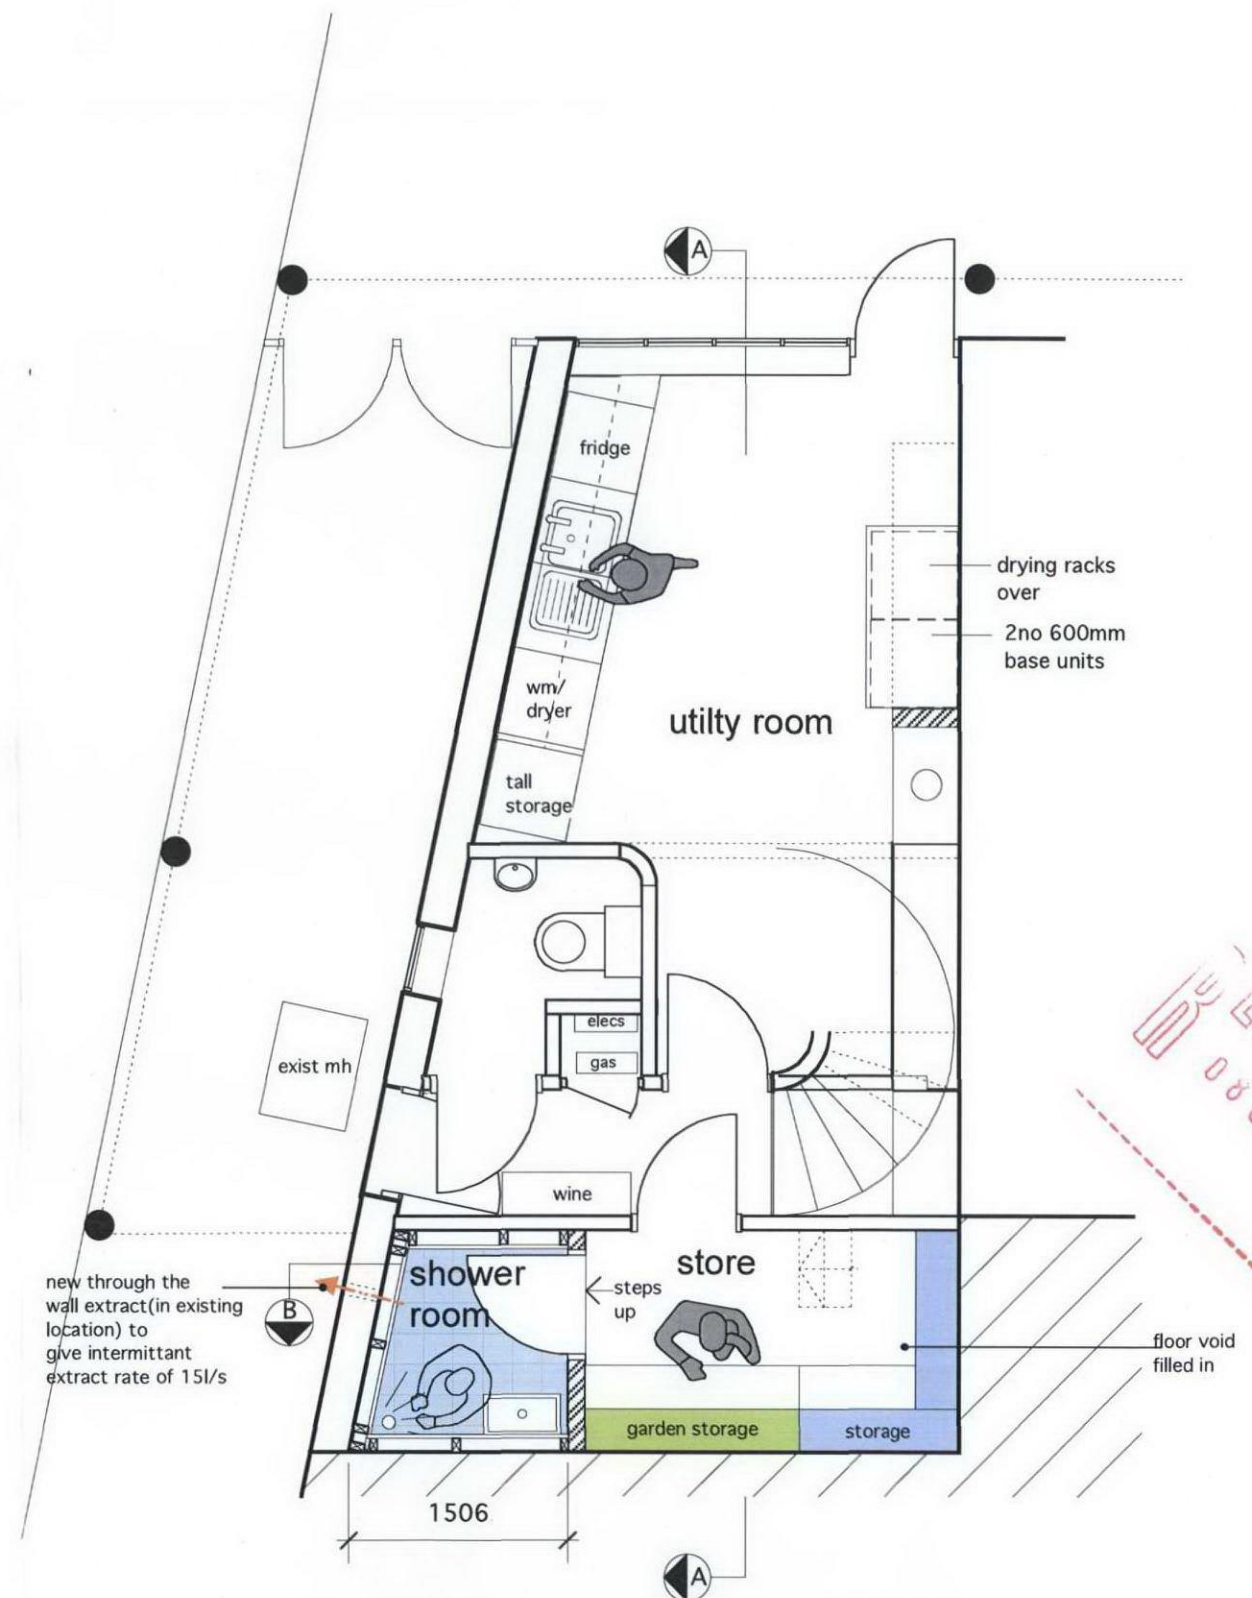 A
fridge
drying racks
over
2no 600mm
base units
wm/
dryer
utilty room
tall
storage
elecs
gas
exist mh
wine
shower
room
store
steps
up
new through the
wall extract(in existing
location) to
give intermittant
extract rate of 15l/s
B
floor void
filled in
garden storage
storage
1506
A